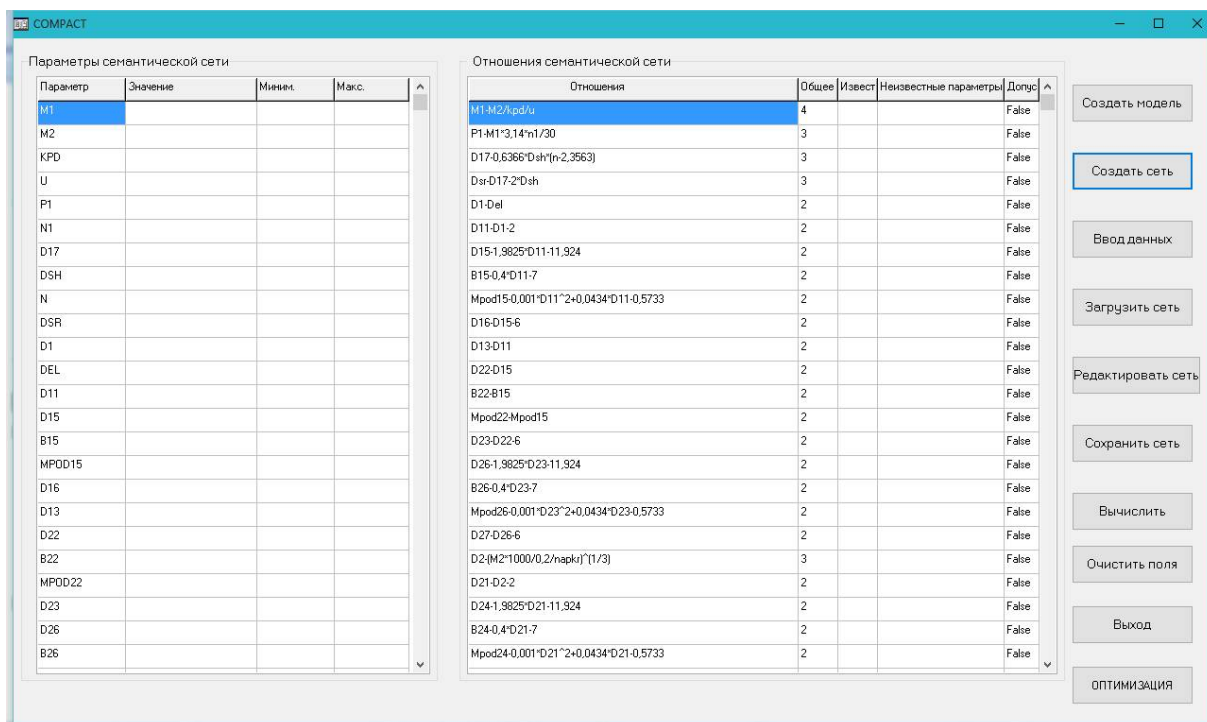 COMPACT
Параметры семантической сети
Параметр Значение Миним. Макс.
M1
M2
KPD
U
P1
N1
D17
DSH
N
DSR
D1
DEL
D11
D15
B15
MPOD15
D16
D13
D22
B22
MPOD22
D23
D26
B26
Отношения семантической сети
Отношения Общее Извест Неизвестные параметры Допус
M1-M2/kpd/u 4 False
P1-M1*3,14*n1/30 3 False
D17-0,6366*Dsh*(n-2,3563) 3 False
Dsr-D17-2*Dsh 3 False
D1-Del 2 False
D11-D1-2 2 False
D15-1,9825*D11-11,924 2 False
B15-0,4*D11-7 2 False
Mpod15-0,001*D11^2+0,0434*D11-0,5733 2 False
D16-D15-6 2 False
D13-D11 2 False
D22-D15 2 False
B22-B15 2 False
Mpod22-Mpod15 2 False
D23-D22-6 2 False
D26-1,9825*D23-11,924 2 False
B26-0,4*D23-7 2 False
Mpod26-0,001*D23^2+0,0434*D23-0,5733 2 False
D27-D26-6 2 False
D2-(M2*1000/0,2/napkr)^(1/3) 3 False
D21-D2-2 2 False
D24-1,9825*D21-11,924 2 False
B24-0,4*D21-7 2 False
Mpod24-0,001*D21^2+0,0434*D21-0,5733 2 False
Создать модель
Создать сеть
Ввод данных
Загрузить сеть
Редактировать сеть
Сохранить сеть
Вычислить
Очистить поля
Выход
ОПТИМИЗАЦИЯ